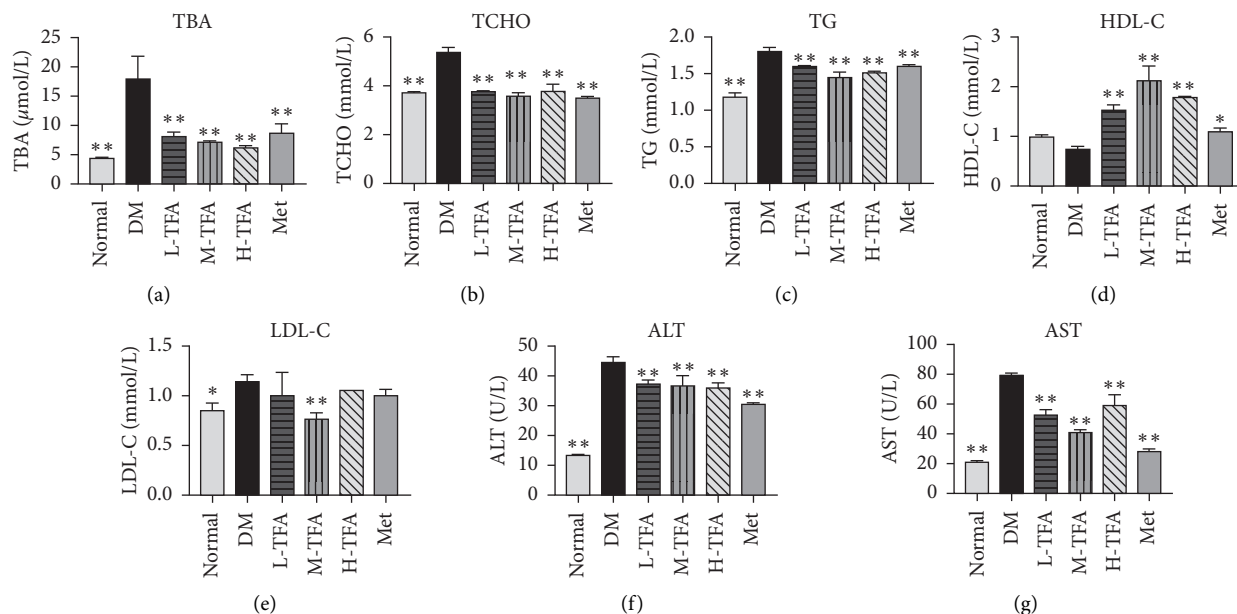 TBA
TBA (μmol/L)
25
20
15
10
5
0
**
**
**
**
**
Normal
DM
L-TFA
M-TFA
H-TFA
Met
(a)
TCHO
TCHO (mmol/L)
6
4
2
0
**
**
**
**
**
Normal
DM
L-TFA
M-TFA
H-TFA
Met
(b)
TG
TG (mmol/L)
2.0
1.5
1.0
0.5
0.0
**
**
**
**
**
Normal
DM
L-TFA
M-TFA
H-TFA
Met
(c)
HDL-C
HDL-C (mmol/L)
3
2
1
0
**
**
**
*
Normal
DM
L-TFA
M-TFA
H-TFA
Met
(d)
LDL-C
LDL-C (mmol/L)
1.5
1.0
0.5
0.0
*
**
Normal
DM
L-TFA
M-TFA
H-TFA
Met
(e)
ALT
ALT (U/L)
50
40
30
20
10
0
**
**
**
**
**
Normal
DM
L-TFA
M-TFA
H-TFA
Met
(f)
AST
AST (U/L)
100
80
60
40
20
0
**
**
**
**
**
Normal
DM
L-TFA
M-TFA
H-TFA
Met
(g)